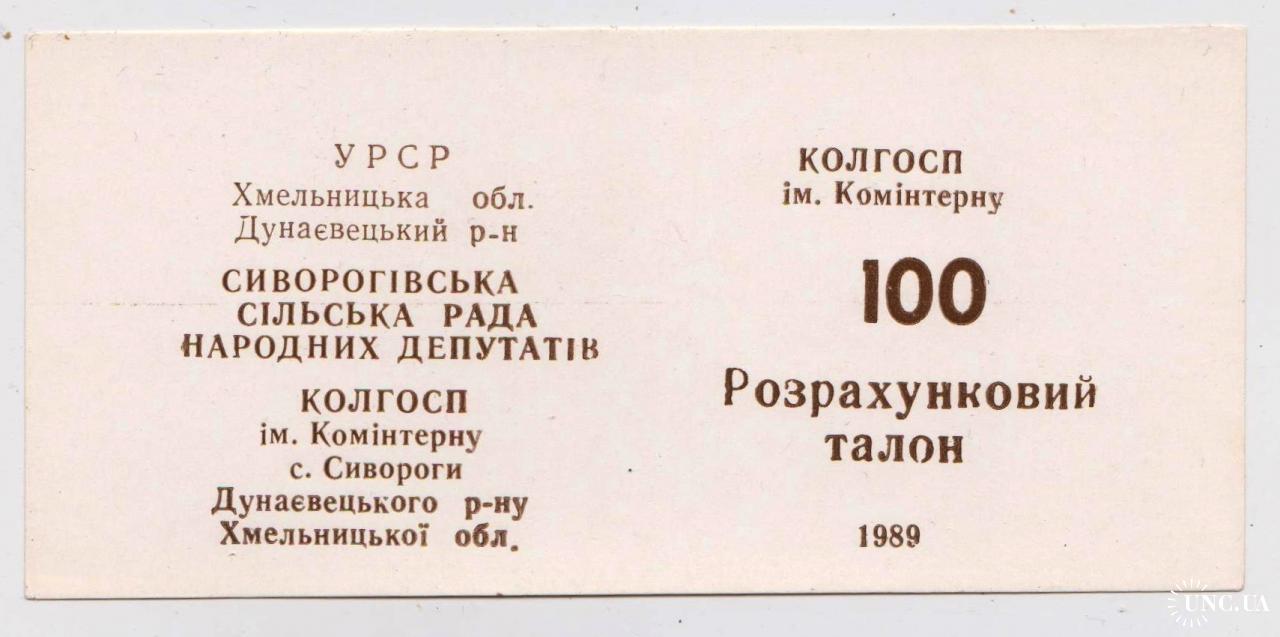 УРСР
Хмельницька обл.
Дунаєвецький р-н
СИВОРОГІВСЬКА
СІЛЬСЬКА РАДА
НАРОДНИХ ДЕПУТАТІВ
КОЛГОСП
ім. Комінтерну
с. Сивороги
Дунаєвецького р-ну
Хмельницької обл.
КОЛГОСП
ім. Комінтерну
100
Розрахунковий
талон
1989
UNC.UA